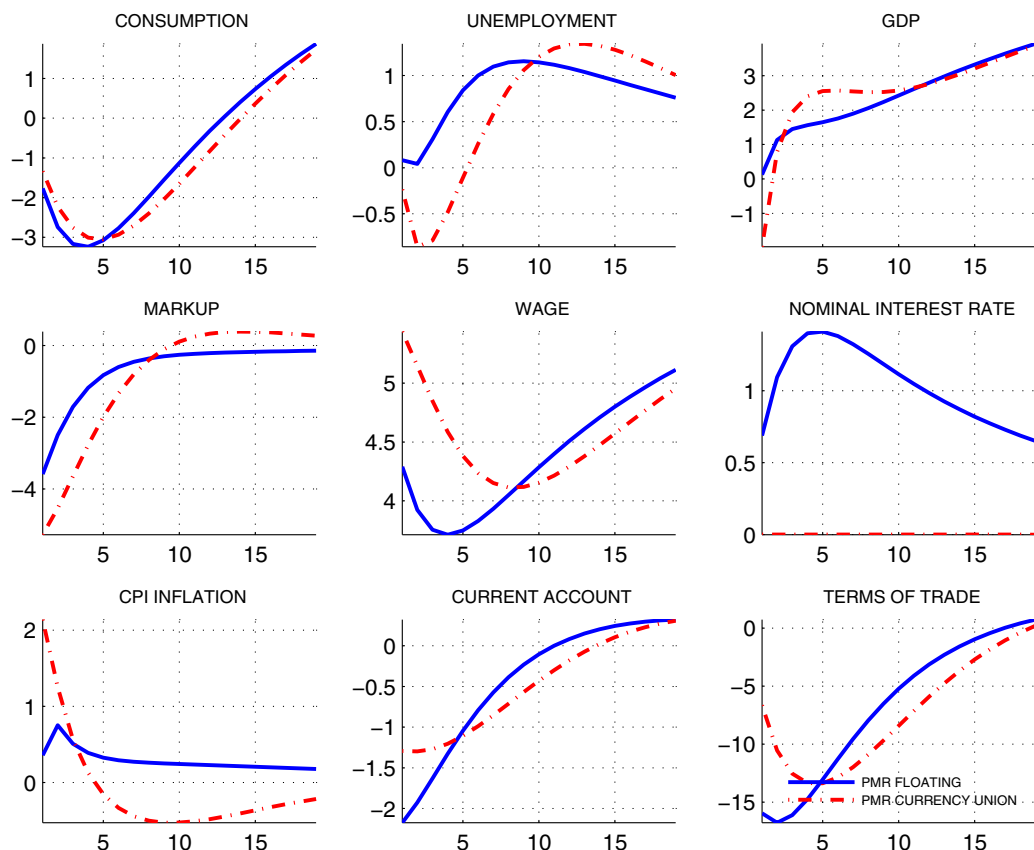 CONSUMPTION
1
0
−1
−2
−3
5 10 15
UNEMPLOYMENT
1
0.5
0
−0.5
5 10 15
GDP
3
2
1
0
−1
5 10 15
MARKUP
0
−2
−4
5 10 15
WAGE
5
4.5
4
5 10 15
NOMINAL INTEREST RATE
1
0.5
0
5 10 15
CPI INFLATION
2
1
0
5 10 15
CURRENT ACCOUNT
0
−0.5
−1
−1.5
−2
5 10 15
TERMS OF TRADE
0
−5
−10
−15
5 10 15
PMR FLOATING
PMR CURRENCY UNION